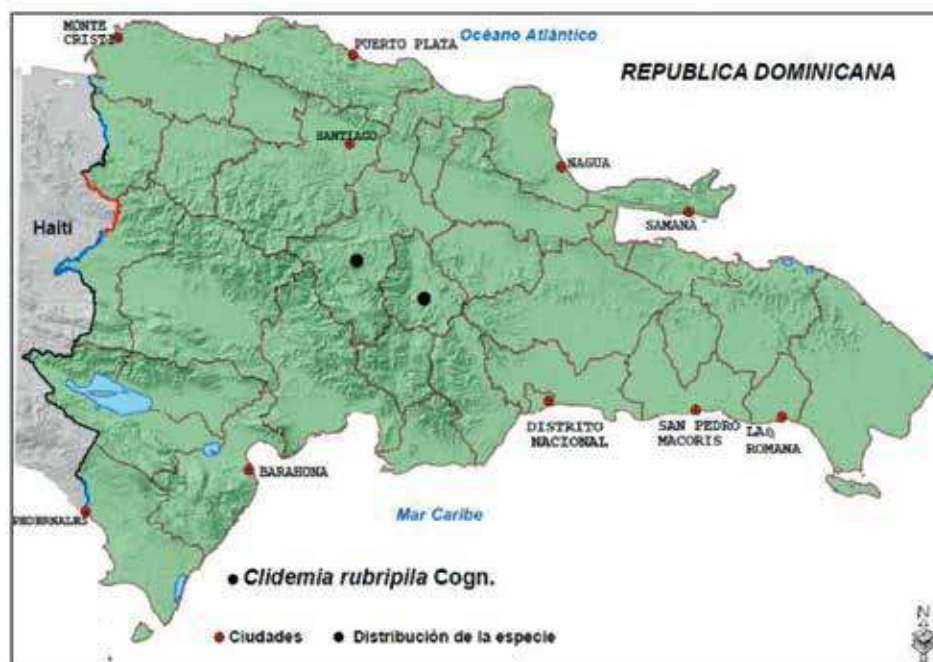 MONTE
CRISTI
Océano Atlántico
PUERTO PLATA
REPUBLICA DOMINICANA
SANTIAGO
NAGUA
SAMANA
Haiti
DISTRITO
NACIONAL
SAN PEDRO
MACORIS
LA
ROMANA
BARAHONA
PEDERNALES
Mar Caribe
Clidemia rubripila Cogn.
Ciudades
Distribución de la especie
N